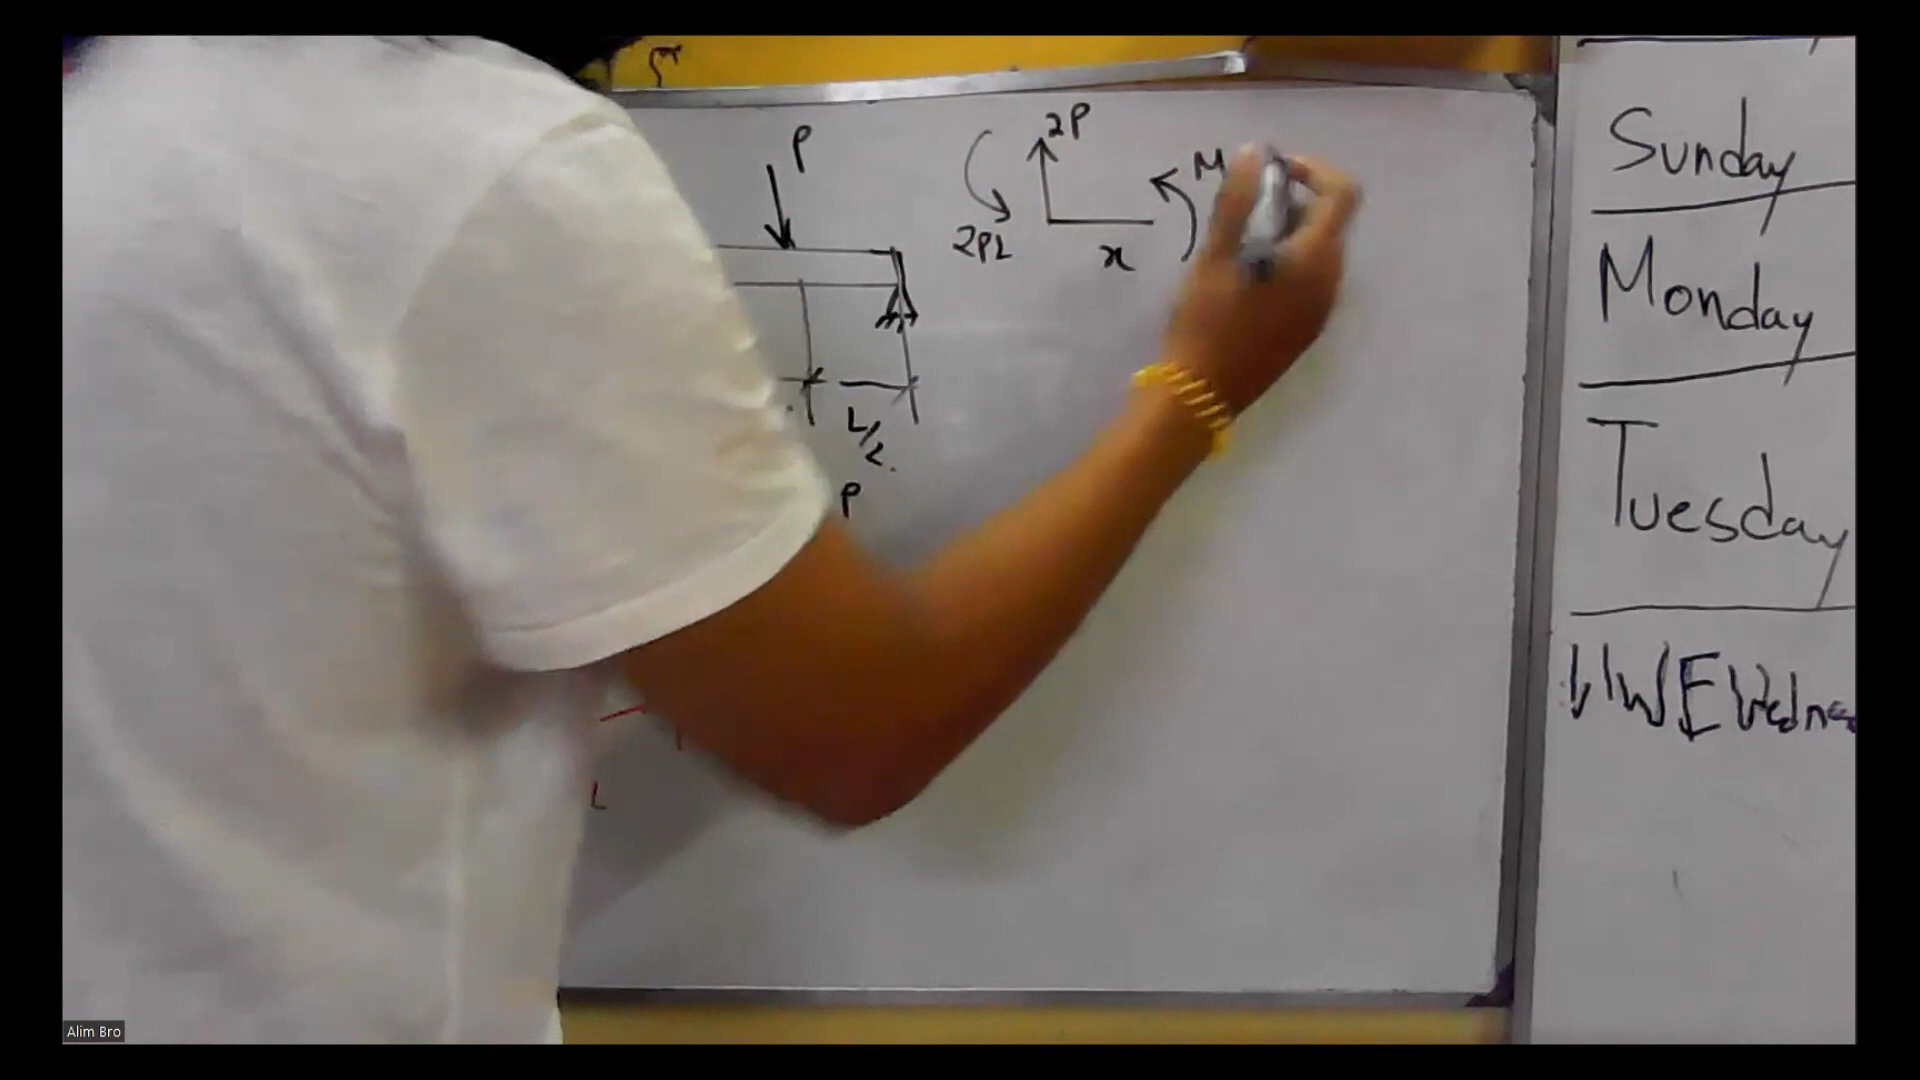 P
2P
M
2PL
x
L/2.
P
L
Sunday
Monday
Tuesday
Alim Bro